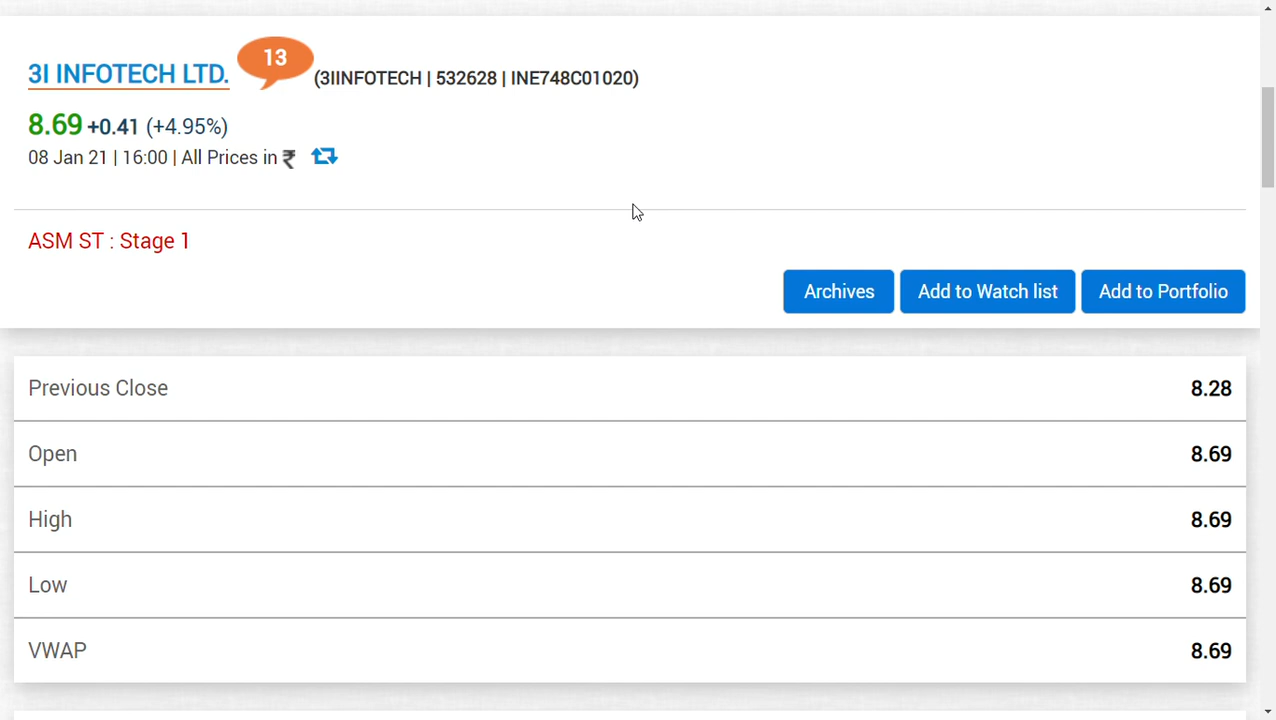 3I INFOTECH LTD. 13 (3IINFOTECH | 532628 | INE748C01020)
8.69 +0.41 (+4.95%)
08 Jan 21 | 16:00 | All Prices in ₹
ASM ST : Stage 1
Archives Add to Watch list Add to Portfolio
Previous Close 8.28
Open 8.69
High 8.69
Low 8.69
VWAP 8.69